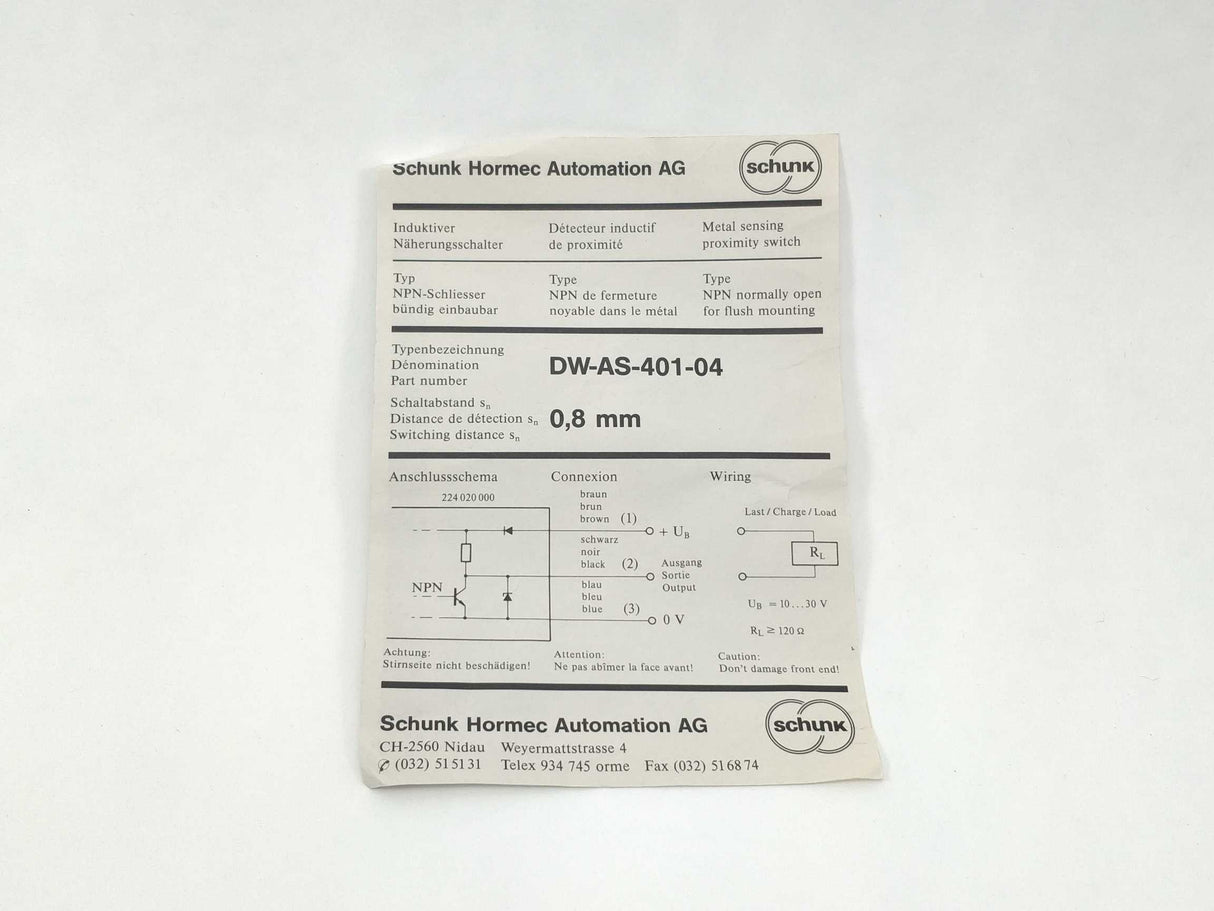 Schunk Hormec Automation AG
schunk
Induktiver
Näherungsschalter
Détecteur inductif
de proximité
Metal sensing
proximity switch
Typ
NPN-Schliesser
bündig einbaubar
Type
NPN de fermeture
noyable dans le métal
Type
NPN normally open
for flush mounting
Typenbezeichnung
Dénomination
Part number
DW-AS-401-04
Schaltabstand sn
Distance de détection sn
Switching distance sn
0,8 mm
Anschlussschema
Connexion
Wiring
224 020 000
braun
brun
brown (1)
+ UB
schwarz
noir
black (2)
Ausgang
Sortie
Output
NPN
blau
bleu
blue (3)
0 V
Last / Charge / Load
RL
UB = 10...30 V
RL ≥ 120 Ω
Achtung:
Stirnseite nicht beschädigen!
Attention:
Ne pas abîmer la face avant!
Caution:
Don't damage front end!
Schunk Hormec Automation AG
schunk
CH-2560 Nidau Weyermattstrasse 4
✆ (032) 51 51 31 Telex 934 745 orme Fax (032) 51 68 74